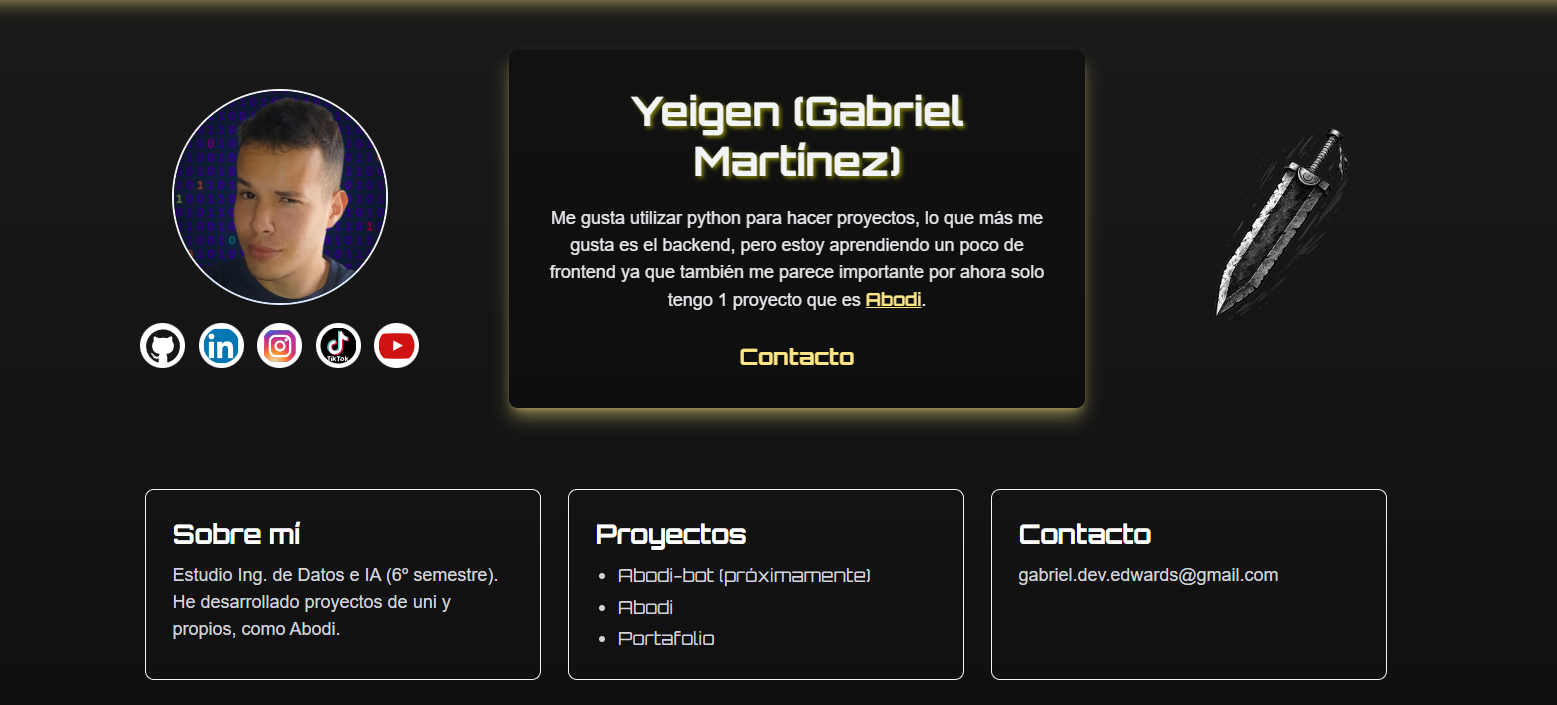 Yeigen (Gabriel
Martínez)
Me gusta utilizar python para hacer proyectos, lo que más me
gusta es el backend, pero estoy aprendiendo un poco de
frontend ya que también me parece importante por ahora solo
tengo 1 proyecto que es Abodi.
Contacto
in
TikTok
Sobre mí
Estudio Ing. de Datos e IA (6º semestre).
He desarrollado proyectos de uni y
propios, como Abodi.
Proyectos
• Abodi-bot (próximamente)
• Abodi
• Portafolio
Contacto
gabriel.dev.edwards@gmail.com